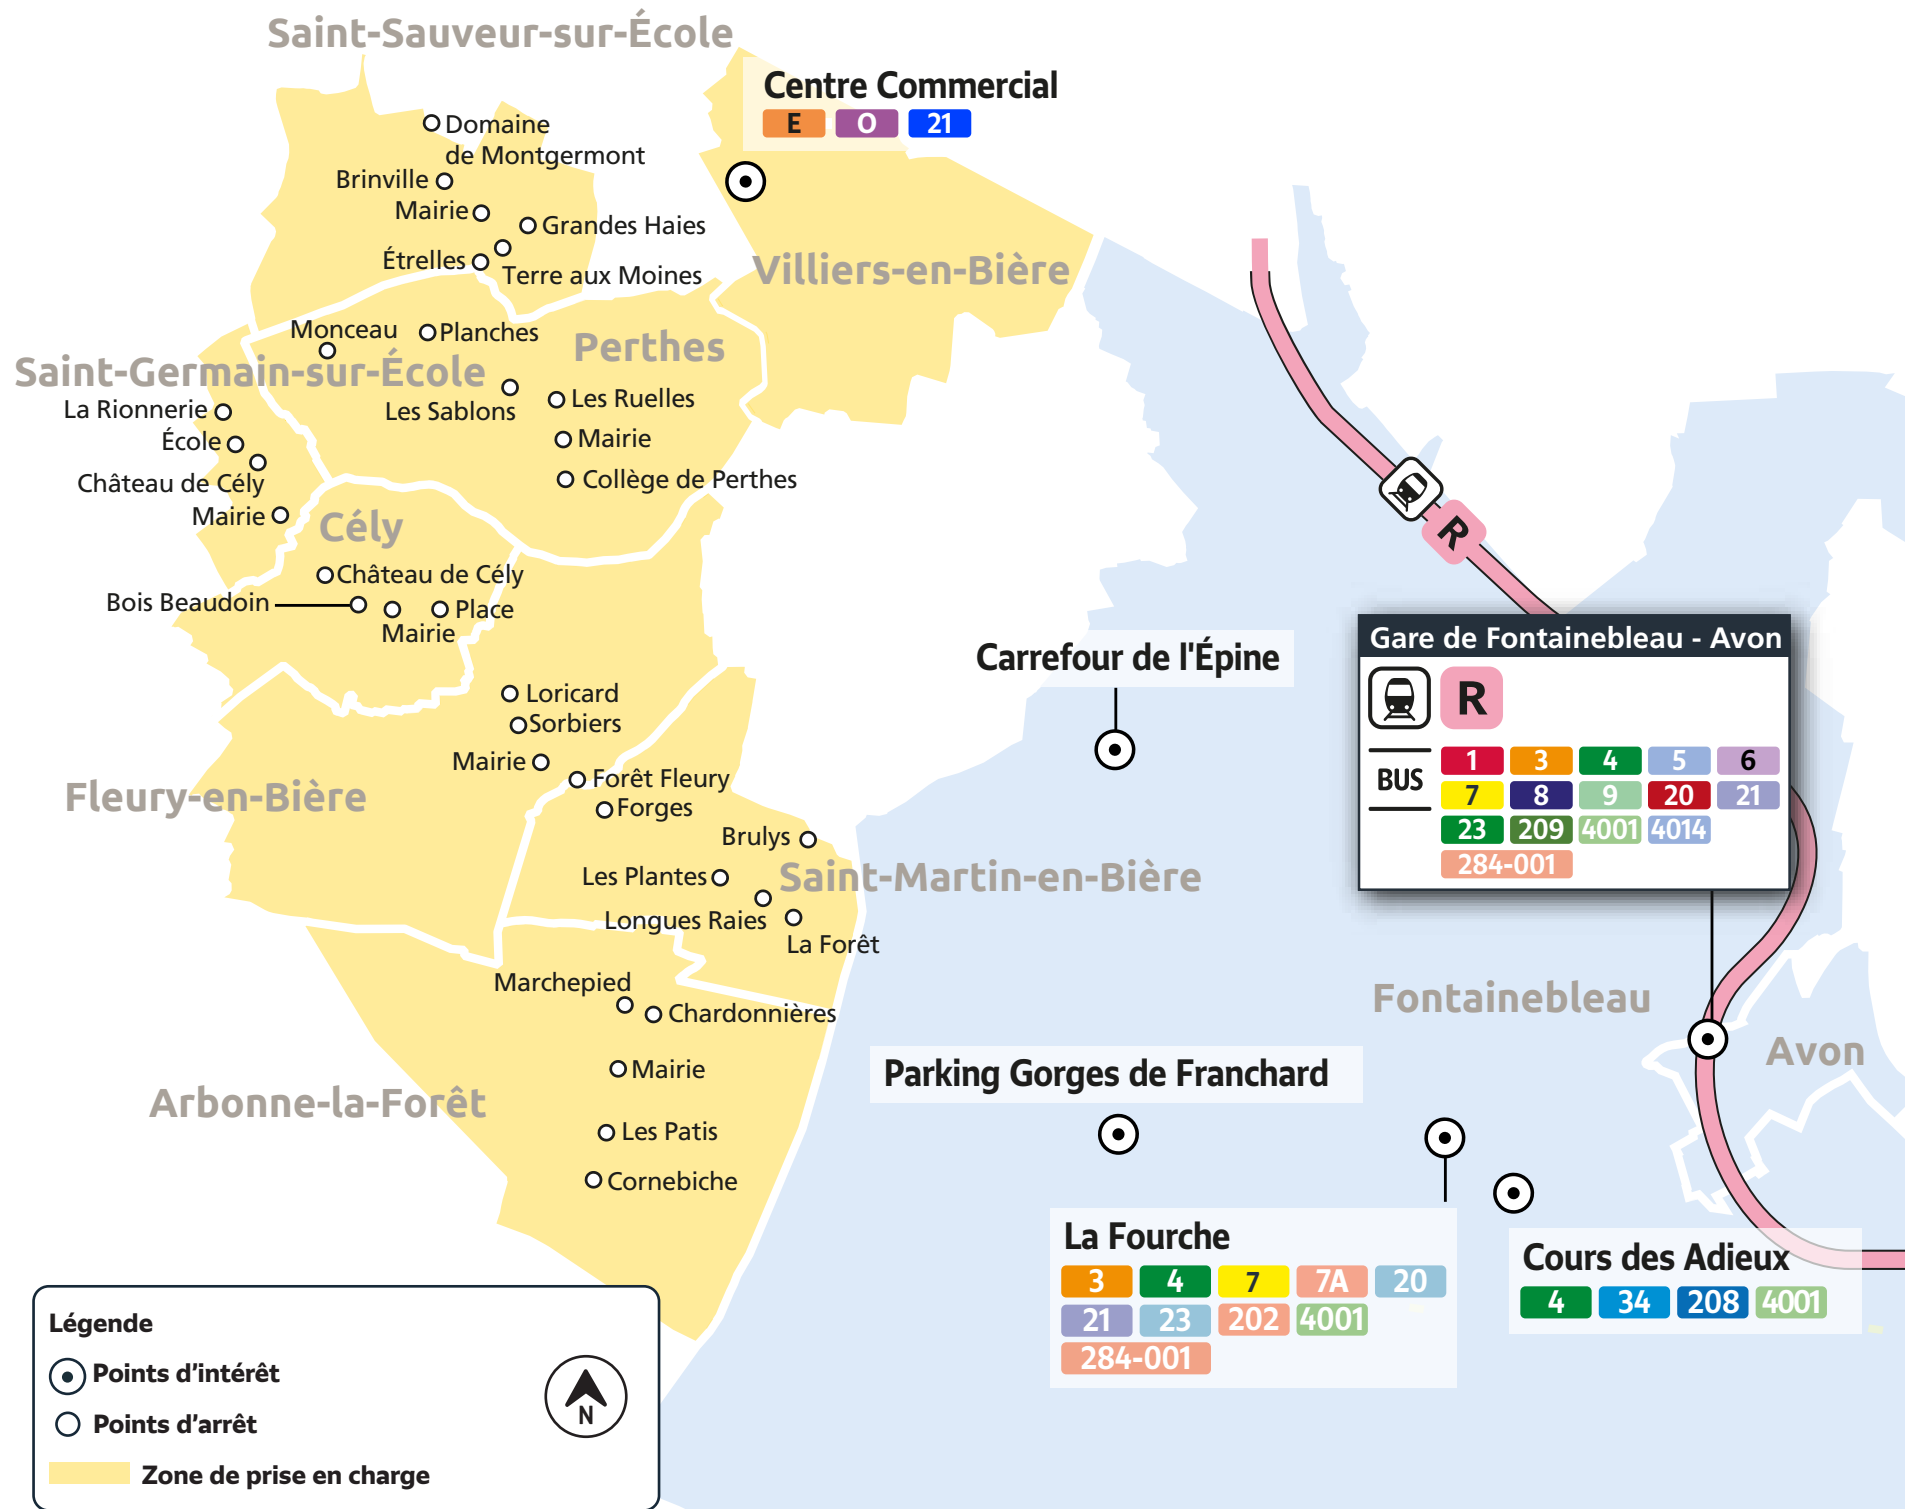 Saint-Sauveur-sur-École
Centre Commercial
E O 21
Domaine
de Montgermont
Brinville
Mairie
Grandes Haies
Étrelles
Terre aux Moines
Villiers-en-Bière
Monceau
Planches
Perthes
Saint-Germain-sur-École
Les Sablons
Les Ruelles
La Rionnerie
École
Mairie
Château de Cély
Collège de Perthes
Mairie
Cély
R
Château de Cély
Bois Beaudoin
Place
Mairie
Carrefour de l'Épine
Gare de Fontainebleau - Avon
R
BUS
1 3 4 5 6
7 8 9 20 21
23 209 4001 4014
284-001
Loricard
Sorbiers
Mairie
Forêt Fleury
Fleury-en-Bière
Forges
Brulys
Les Plantes
Saint-Martin-en-Bière
Longues Raies
La Forêt
Marchepied
Chardonnières
Fontainebleau
Avon
Mairie
Parking Gorges de Franchard
Arbonne-la-Forêt
Les Patis
Cornebiche
La Fourche
3 4 7 7A 20
21 23 202 4001
284-001
Cours des Adieux
4 34 208 4001
Légende
Points d'intérêt
Points d'arrêt
Zone de prise en charge
N